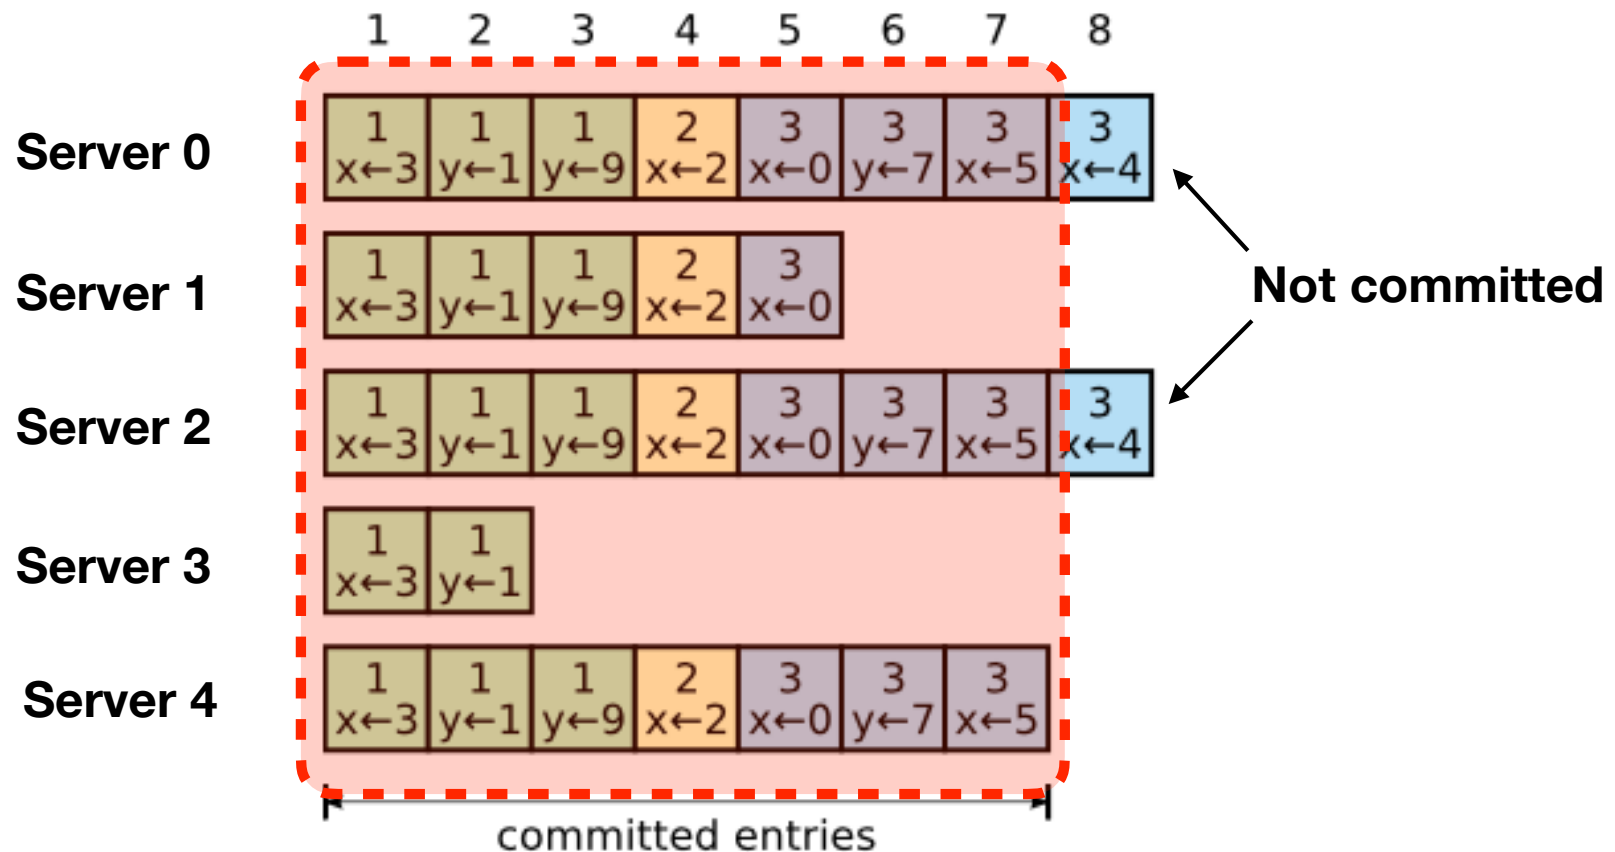 1 2 3 4 5 6 7 8
Server 0
1 1 1 2 3 3 3 3
x←3 y←1 y←9 x←2 x←0 y←7 x←5 x←4
Server 1
1 1 1 2 3
x←3 y←1 y←9 x←2 x←0
Not committed
Server 2
1 1 1 2 3 3 3 3
x←3 y←1 y←9 x←2 x←0 y←7 x←5 x←4
Server 3
1 1
x←3 y←1
Server 4
1 1 1 2 3 3 3
x←3 y←1 y←9 x←2 x←0 y←7 x←5
committed entries